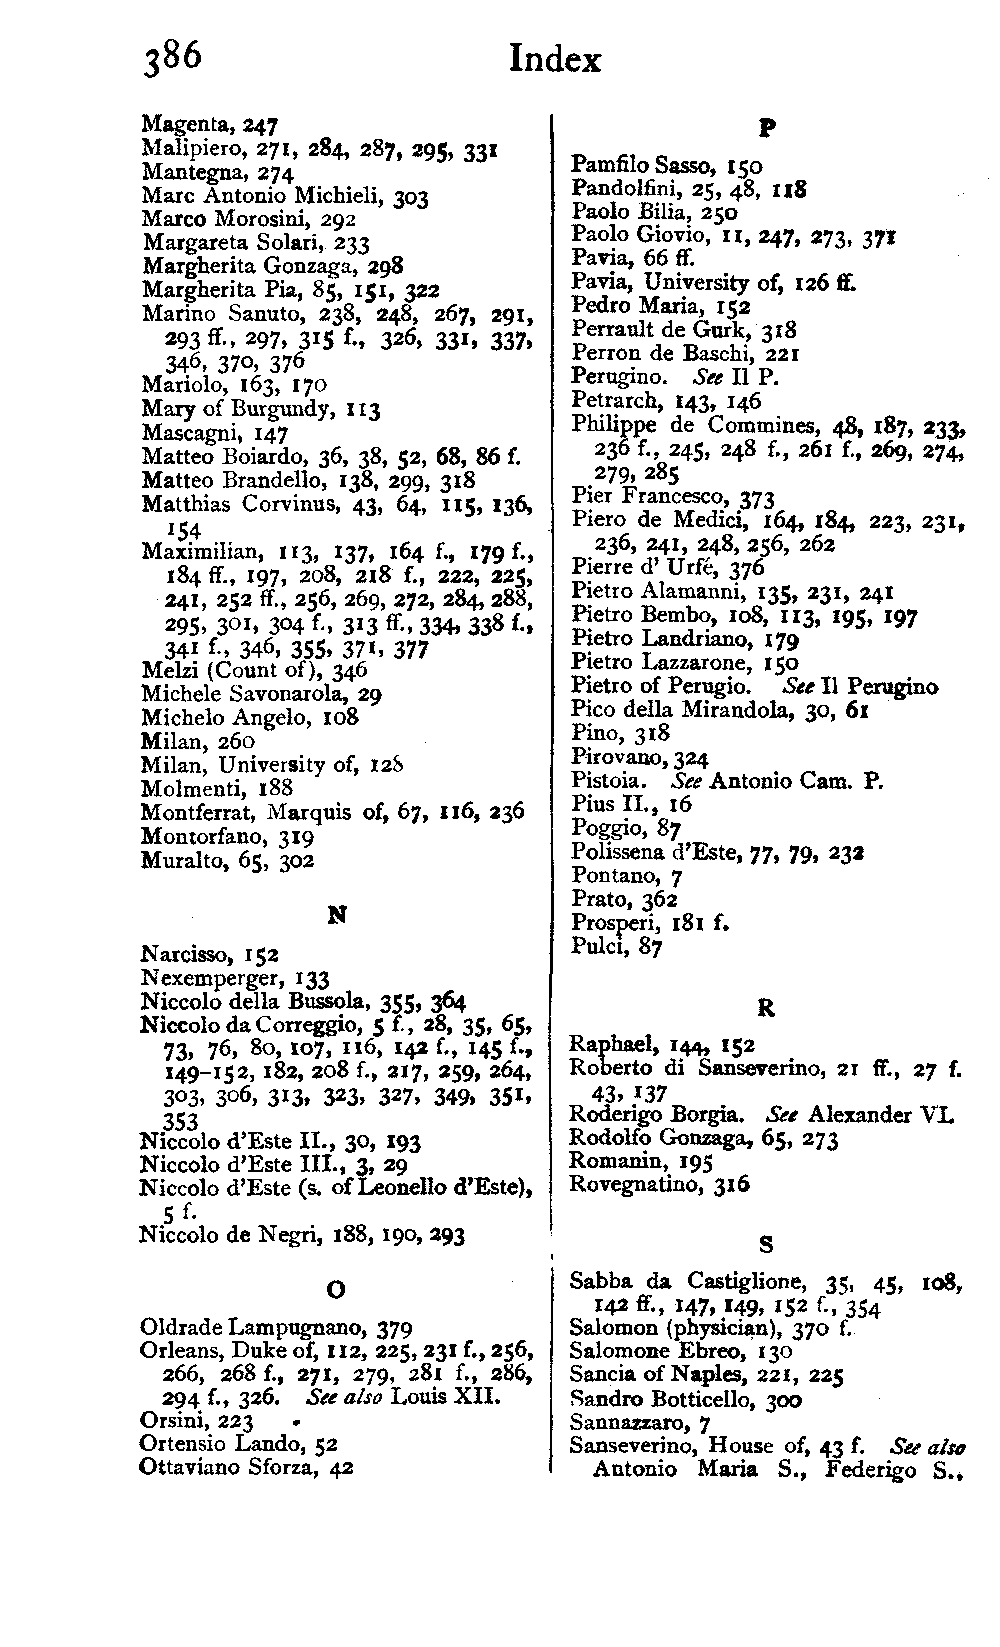 386
Index
Magenta, 247
Malipiero, 271, 284, 287, 295, 331
Mantegna, 274
Marc Antonio Michieli, 303
Marco Morosini, 292
Margareta Solari, 233
Margherita Gonzaga, 298
Margherita Pia, 85, 151, 322
Marino Sanuto, 238, 248, 267, 291,
293 ff., 297, 315 f., 326, 331, 337,
346, 370, 376
Mariolo, 163, 170
Mary of Burgundy, 113
Mascagni, 147
Matteo Boiardo, 36, 38, 52, 68, 86 f.
Matteo Brandello, 138, 299, 318
Matthias Corvinus, 43, 64, 115, 136,
154
Maximilian, 113, 137, 164 f., 179 f.,
184 ff., 197, 208, 218 f., 222, 225,
241, 252 ff., 256, 269, 272, 284, 288,
295, 301, 304 f., 313 ff., 334, 338 f.,
341 f., 346, 355, 371, 377
Melzi (Count of), 346
Michele Savonarola, 29
Michelo Angelo, 108
Milan, 260
Milan, University of, 128
Molmenti, 188
Montferrat, Marquis of, 67, 116, 236
Montorfano, 319
Muralto, 65, 302
N
Narcisso, 152
Nexemperger, 133
Niccolo della Bussola, 355, 364
Niccolo da Correggio, 5 f., 28, 35, 65,
73, 76, 80, 107, 116, 142 f., 145 f.,
149-152, 182, 208 f., 217, 259, 264,
303, 306, 313, 323, 327, 349, 351,
353
Niccolo d'Este II., 30, 193
Niccolo d'Este III., 3, 29
Niccolo d'Este (s. of Leonello d'Este),
5 f.
Niccolo de Negri, 188, 190, 293
O
Oldrade Lampugnano, 379
Orleans, Duke of, 112, 225, 231 f., 256,
266, 268 f., 271, 279, 281 f., 286,
294 f., 326. See also Louis XII.
Orsini, 223
Ortensio Lando, 52
Ottaviano Sforza, 42
P
Pamfilo Sasso, 150
Pandolfini, 25, 48, 118
Paolo Bilia, 250
Paolo Giovio, 11, 247, 273, 371
Pavia, 66 ff.
Pavia, University of, 126 ff.
Pedro Maria, 152
Perrault de Gurk, 318
Perron de Baschi, 221
Perugino. See Il P.
Petrarch, 143, 146
Philippe de Commines, 48, 187, 233,
236 f., 245, 248 f., 261 f., 269, 274,
279, 285
Pier Francesco, 373
Piero de Medici, 164, 184, 223, 231,
236, 241, 248, 256, 262
Pierre d' Urfé, 376
Pietro Alamanni, 135, 231, 241
Pietro Bembo, 108, 113, 195, 197
Pietro Landriano, 179
Pietro Lazzarone, 150
Pietro of Perugio. See Il Perugino
Pico della Mirandola, 30, 61
Pino, 318
Pirovano, 324
Pistoia. See Antonio Cam. P.
Pius II., 16
Poggio, 87
Polissena d'Este, 77, 79, 232
Pontano, 7
Prato, 362
Prosperi, 181 f.
Pulci, 87
R
Raphael, 144, 152
Roberto di Sanseverino, 21 ff., 27 f.
43, 137
Roderigo Borgia. See Alexander VI.
Rodolfo Gonzaga, 65, 273
Romanin, 195
Rovegnatino, 316
S
Sabba da Castiglione, 35, 45, 108,
142 ff., 147, 149, 152 f., 354
Salomon (physician), 370 f.
Salomone Ebreo, 130
Sancia of Naples, 221, 225
Sandro Botticello, 300
Sannazzaro, 7
Sanseverino, House of, 43 f. See also
Antonio Maria S., Federigo S.,